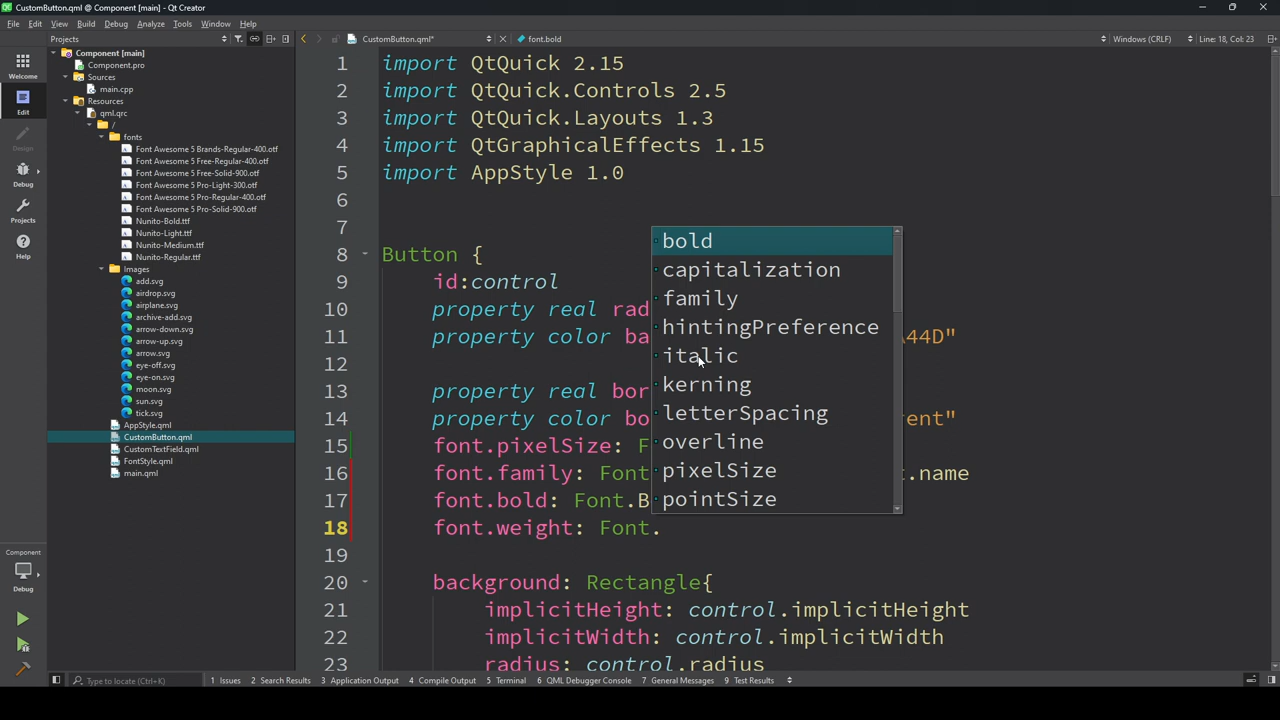 CustomButton.qml @ Component [main] - Qt Creator
File Edit View Build Debug Analyze Tools Window Help
Projects
CustomButton.qml* font.bold Windows (CRLF) Line: 18, Col: 23
Welcome
Edit
Design
Debug
Projects
Help
Component
Debug
Component [main]
Component.pro
Sources
main.cpp
Resources
qml.qrc
/
fonts
Font Awesome 5 Brands-Regular-400.otf
Font Awesome 5 Free-Regular-400.otf
Font Awesome 5 Free-Solid-900.otf
Font Awesome 5 Pro-Light-300.otf
Font Awesome 5 Pro-Regular-400.otf
Font Awesome 5 Pro-Solid-900.otf
Nunito-Bold.ttf
Nunito-Light.ttf
Nunito-Medium.ttf
Nunito-Regular.ttf
Images
add.svg
airdrop.svg
airplane.svg
archive-add.svg
arrow-down.svg
arrow-up.svg
arrow.svg
eye-off.svg
eye-on.svg
moon.svg
sun.svg
tick.svg
AppStyle.qml
CustomButton.qml
CustomTextField.qml
FontStyle.qml
main.qml
1 import QtQuick 2.15
2 import QtQuick.Controls 2.5
3 import QtQuick.Layouts 1.3
4 import QtGraphicalEffects 1.15
5 import AppStyle 1.0
6
7
8 Button {
9 id:control
10 property real rad
11 property color ba A44D"
12
13 property real bor
14 property color bo ent"
15 font.pixelSize: F
16 font.family: Font .name
17 font.bold: Font.B
18 font.weight: Font.
19
20 background: Rectangle{
21 implicitHeight: control.implicitHeight
22 implicitWidth: control.implicitWidth
23 radius: control.radius
bold
capitalization
family
hintingPreference
italic
kerning
letterSpacing
overline
pixelSize
pointSize
Type to locate (Ctrl+K) 1 Issues 2 Search Results 3 Application Output 4 Compile Output 5 Terminal 6 QML Debugger Console 7 General Messages 9 Test Results